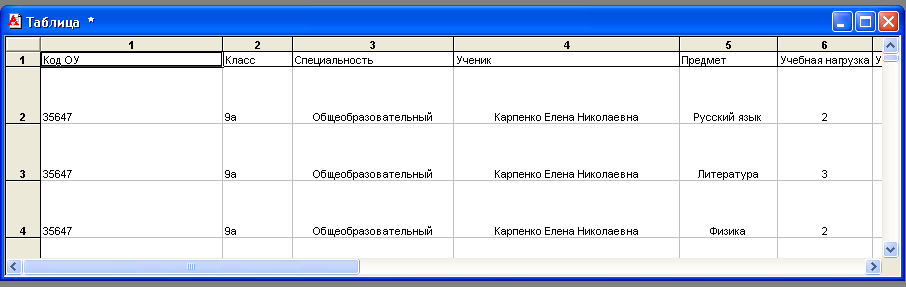 Таблица *
1 2 3 4 5 6
1 Код ОУ Класс Специальность Ученик Предмет Учебная нагрузка У
2 35647 9а Общеобразовательный Карпенко Елена Николаевна Русский язык 2
3 35647 9а Общеобразовательный Карпенко Елена Николаевна Литература 3
4 35647 9а Общеобразовательный Карпенко Елена Николаевна Физика 2